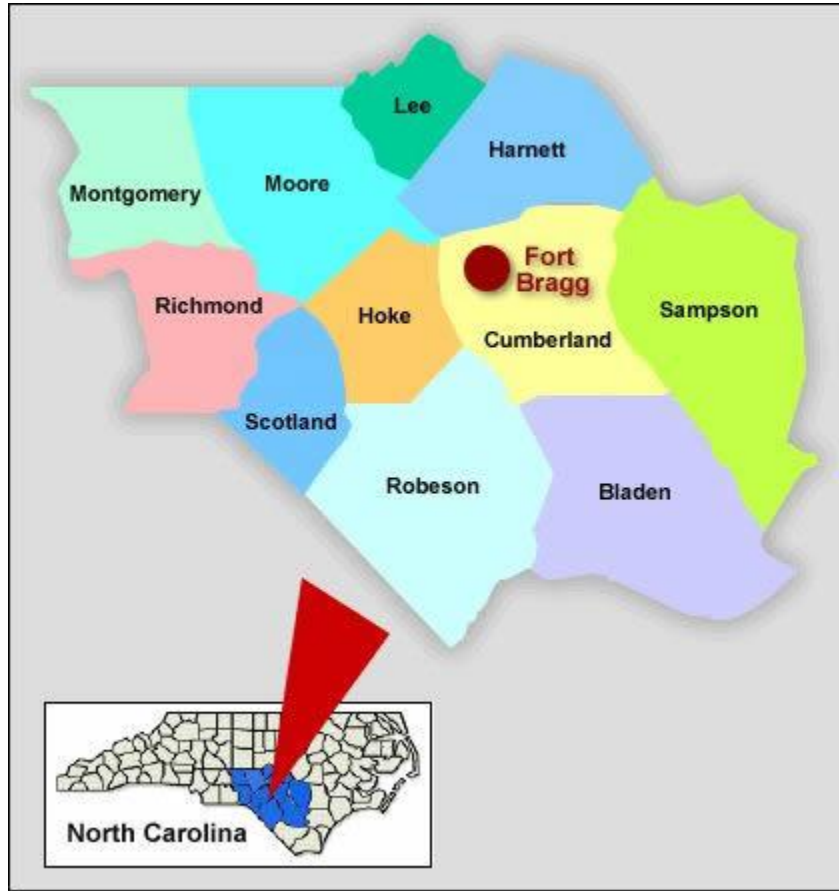 Lee
Harnett
Moore
Montgomery
Fort
Bragg
Richmond
Hoke
Sampson
Cumberland
Scotland
Robeson
Bladen
North Carolina